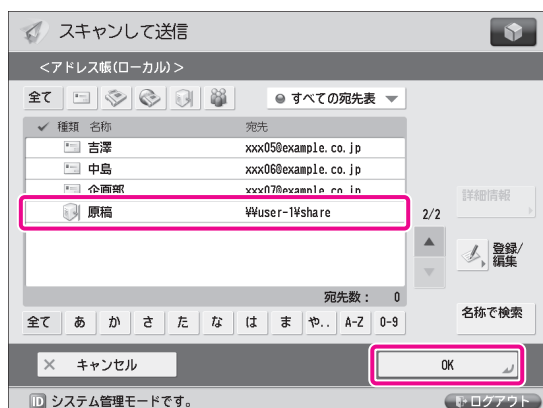 スキャンして送信
<アドレス帳(ローカル)>
全て すべての宛先表
種類 名称 宛先
吉澤 xxx05@example.co.jp
中島 xxx06@example.co.jp
企画部 xxx07@example.co.jp
原稿 ¥¥user-1¥share
2/2
詳細情報
登録/
編集
宛先数： 0
全て あ か さ た な は ま や.. A-Z 0-9
名称で検索
× キャンセル OK
ID システム管理モードです。 ログアウト